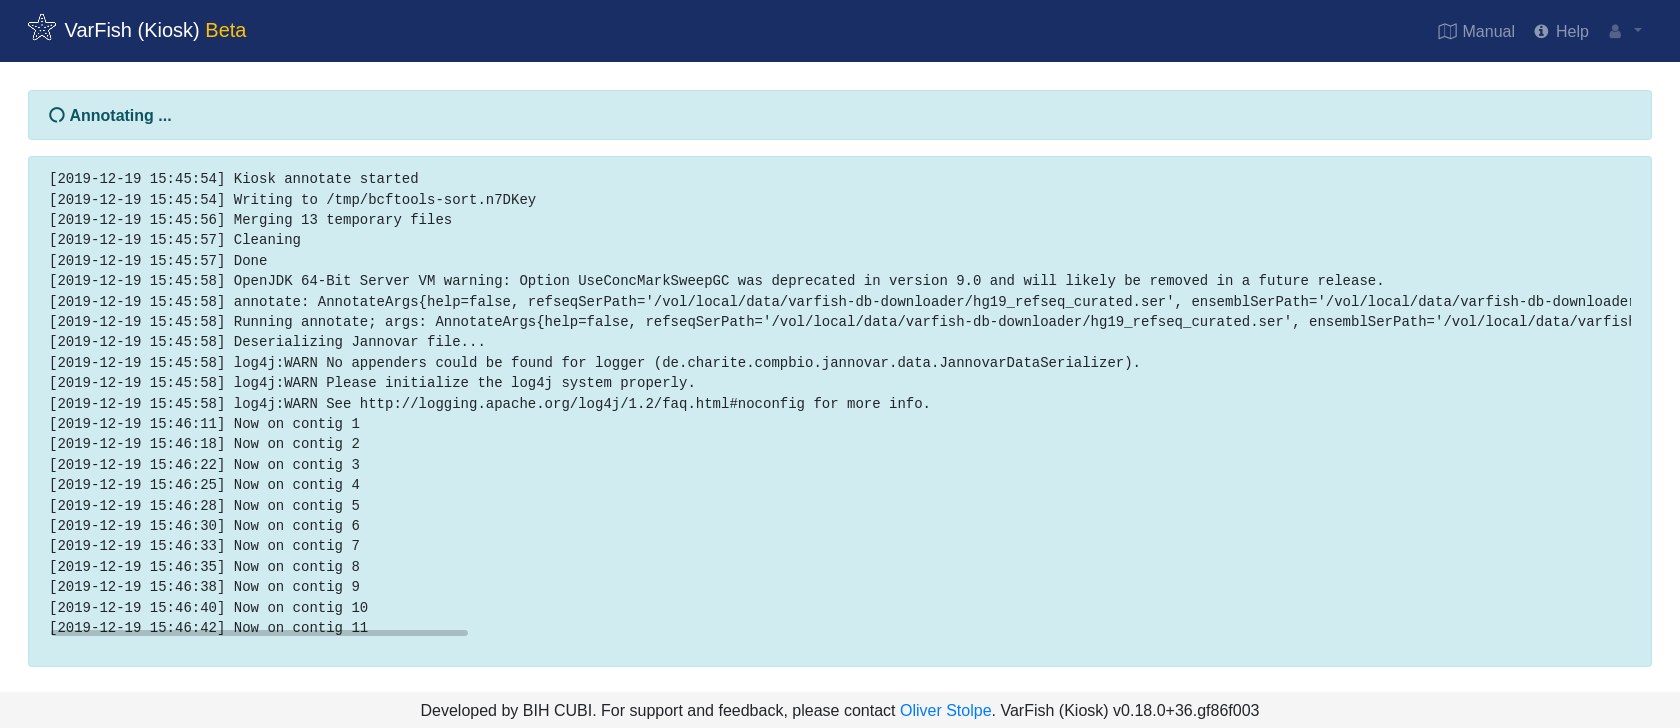 VarFish (Kiosk) Beta
Manual
Help
Annotating ...
[2019-12-19 15:45:54] Kiosk annotate started
[2019-12-19 15:45:54] Writing to /tmp/bcftools-sort.n7DKey
[2019-12-19 15:45:56] Merging 13 temporary files
[2019-12-19 15:45:57] Cleaning
[2019-12-19 15:45:57] Done
[2019-12-19 15:45:58] OpenJDK 64-Bit Server VM warning: Option UseConcMarkSweepGC was deprecated in version 9.0 and will likely be removed in a future release.
[2019-12-19 15:45:58] annotate: AnnotateArgs{help=false, refseqSerPath='/vol/local/data/varfish-db-downloader/hg19_refseq_curated.ser', ensemblSerPath='/vol/local/data/varfish-db-downloader
[2019-12-19 15:45:58] Running annotate; args: AnnotateArgs{help=false, refseqSerPath='/vol/local/data/varfish-db-downloader/hg19_refseq_curated.ser', ensemblSerPath='/vol/local/data/varfish
[2019-12-19 15:45:58] Deserializing Jannovar file...
[2019-12-19 15:45:58] log4j:WARN No appenders could be found for logger (de.charite.compbio.jannovar.data.JannovarDataSerializer).
[2019-12-19 15:45:58] log4j:WARN Please initialize the log4j system properly.
[2019-12-19 15:45:58] log4j:WARN See http://logging.apache.org/log4j/1.2/faq.html#noconfig for more info.
[2019-12-19 15:46:11] Now on contig 1
[2019-12-19 15:46:18] Now on contig 2
[2019-12-19 15:46:22] Now on contig 3
[2019-12-19 15:46:25] Now on contig 4
[2019-12-19 15:46:28] Now on contig 5
[2019-12-19 15:46:30] Now on contig 6
[2019-12-19 15:46:33] Now on contig 7
[2019-12-19 15:46:35] Now on contig 8
[2019-12-19 15:46:38] Now on contig 9
[2019-12-19 15:46:40] Now on contig 10
[2019-12-19 15:46:42] Now on contig 11
Developed by BIH CUBI. For support and feedback, please contact Oliver Stolpe. VarFish (Kiosk) v0.18.0+36.gf86f003